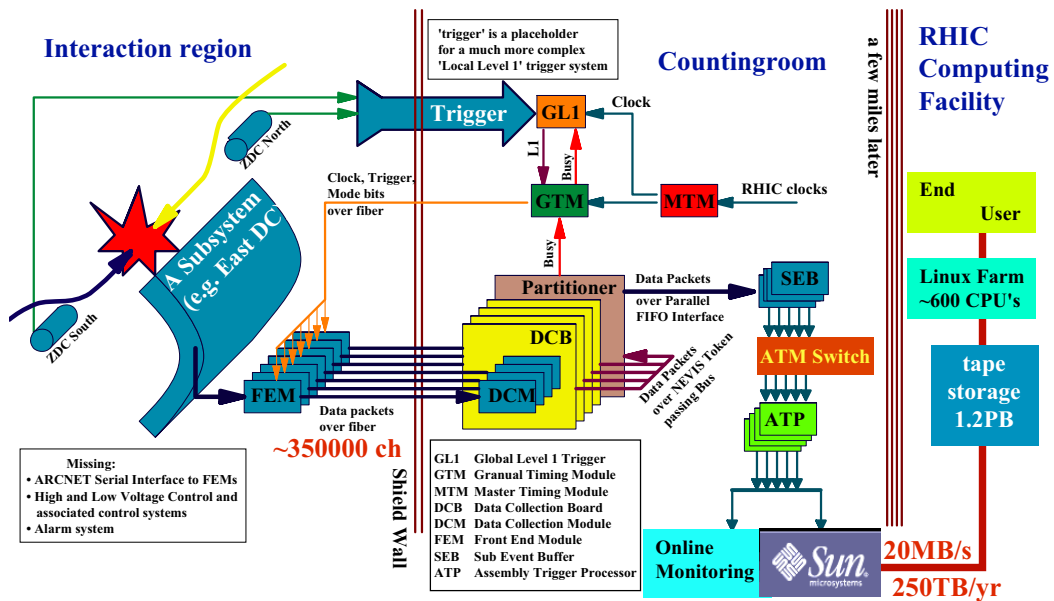 Interaction region
'trigger' is a placeholder
for a much more complex
'Local Level 1' trigger system
Countingroom
a few miles later
RHIC
Computing
Facility
Trigger
GL1
Clock
ZDC North
L1
Busy
Clock, Trigger,
Mode bits
over fiber
GTM
MTM
RHIC clocks
End
User
A Subsystem
(e.g. East DC)
Busy
Partitioner
Data Packets
over Parallel
FIFO Interface
SEB
Linux Farm
~600 CPU's
ZDC South
DCB
ATM Switch
Data Packets
over NEVIS Token
passing Bus
tape
storage
1.2PB
FEM
DCM
Data packets
over fiber
ATP
~350000 ch
Missing:
• ARCNET Serial Interface to FEMs
• High and Low Voltage Control and
associated control systems
• Alarm system
Shield Wall
GL1 Global Level 1 Trigger
GTM Granual Timing Module
MTM Master Timing Module
DCB Data Collection Board
DCM Data Collection Module
FEM Front End Module
SEB Sub Event Buffer
ATP Assembly Trigger Processor
Online
Monitoring
Sun
microsystems
20MB/s
250TB/yr